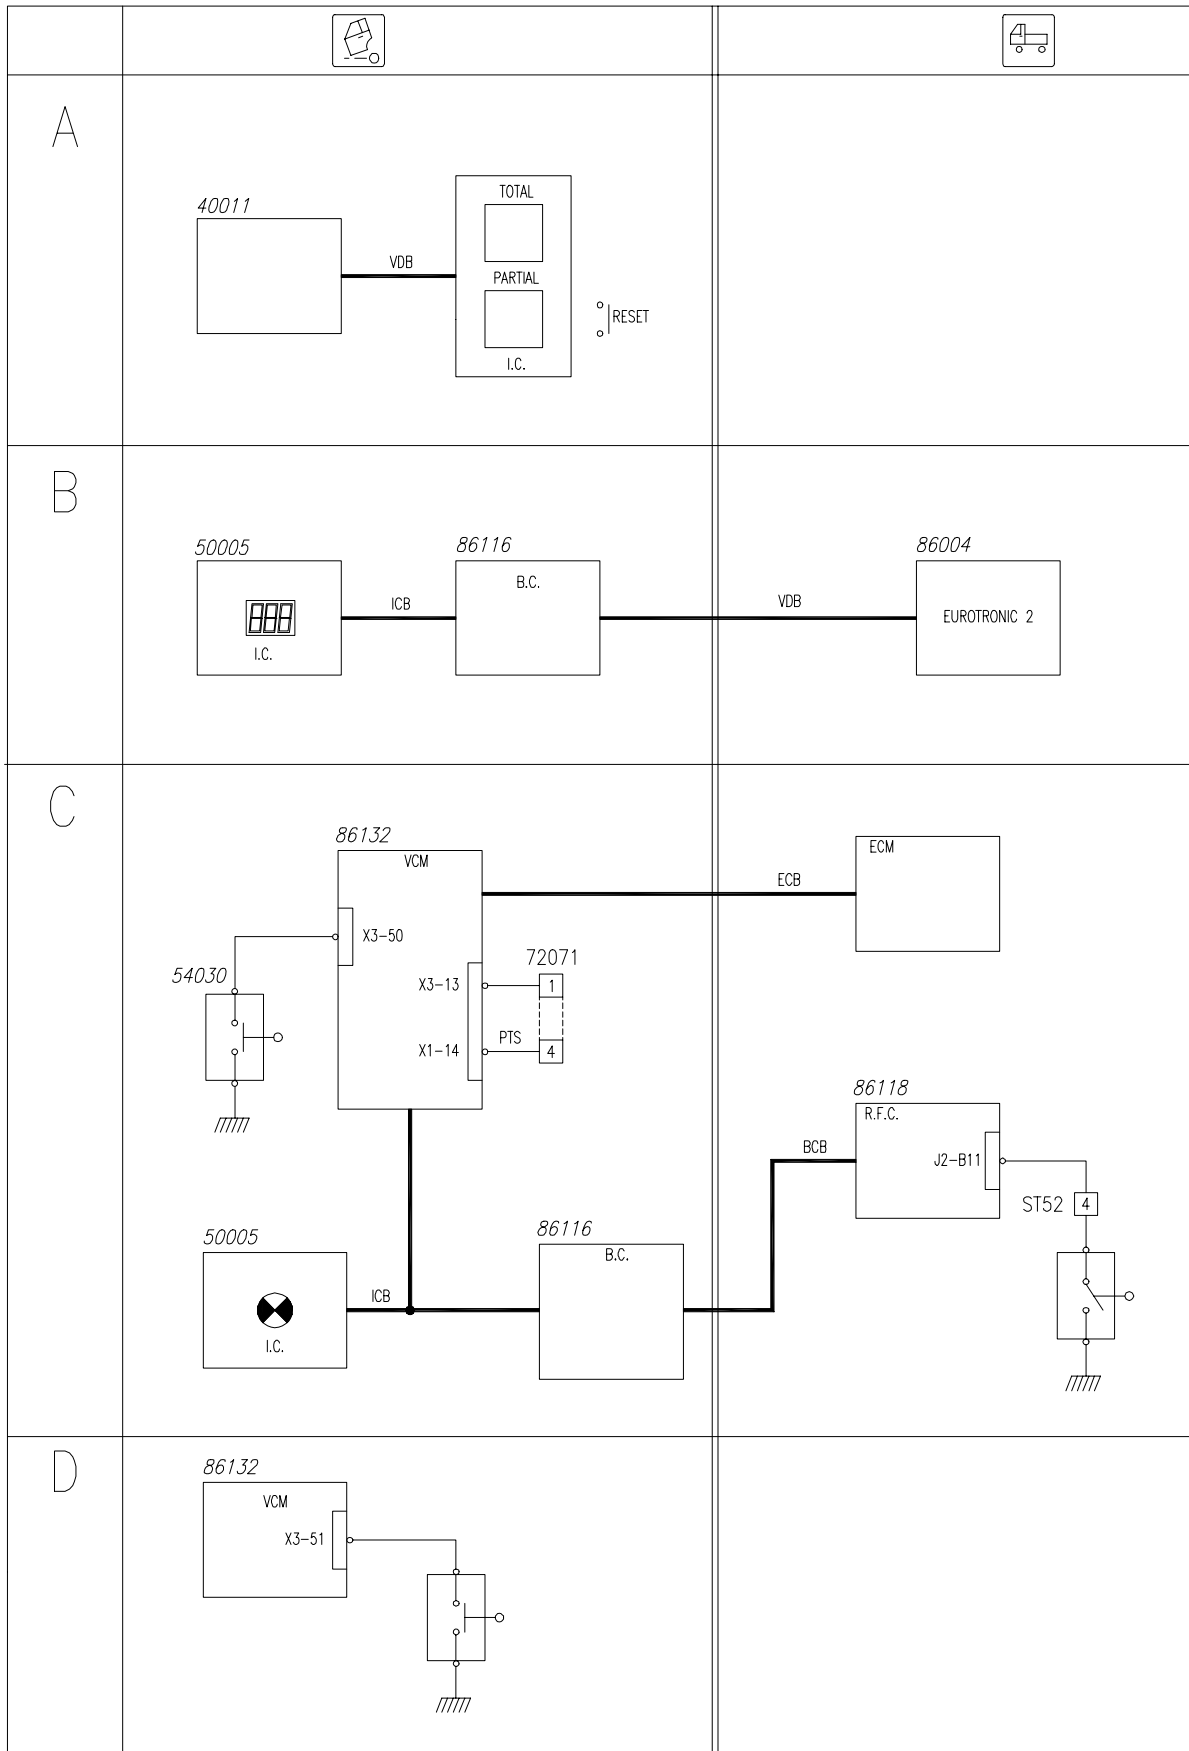 A
40011
TOTAL
VDB
PARTIAL
RESET
I.C.
B
50005
86116
86004
B.C.
ICB
VDB
EUROTRONIC 2
888
I.C.
C
86132
VCM
ECM
ECB
X3-50
72071
54030
X3-13
1
PTS
X1-14
4
86118
R.F.C.
BCB
J2-B11
ST52
4
50005
86116
B.C.
ICB
I.C.
D
86132
VCM
X3-51